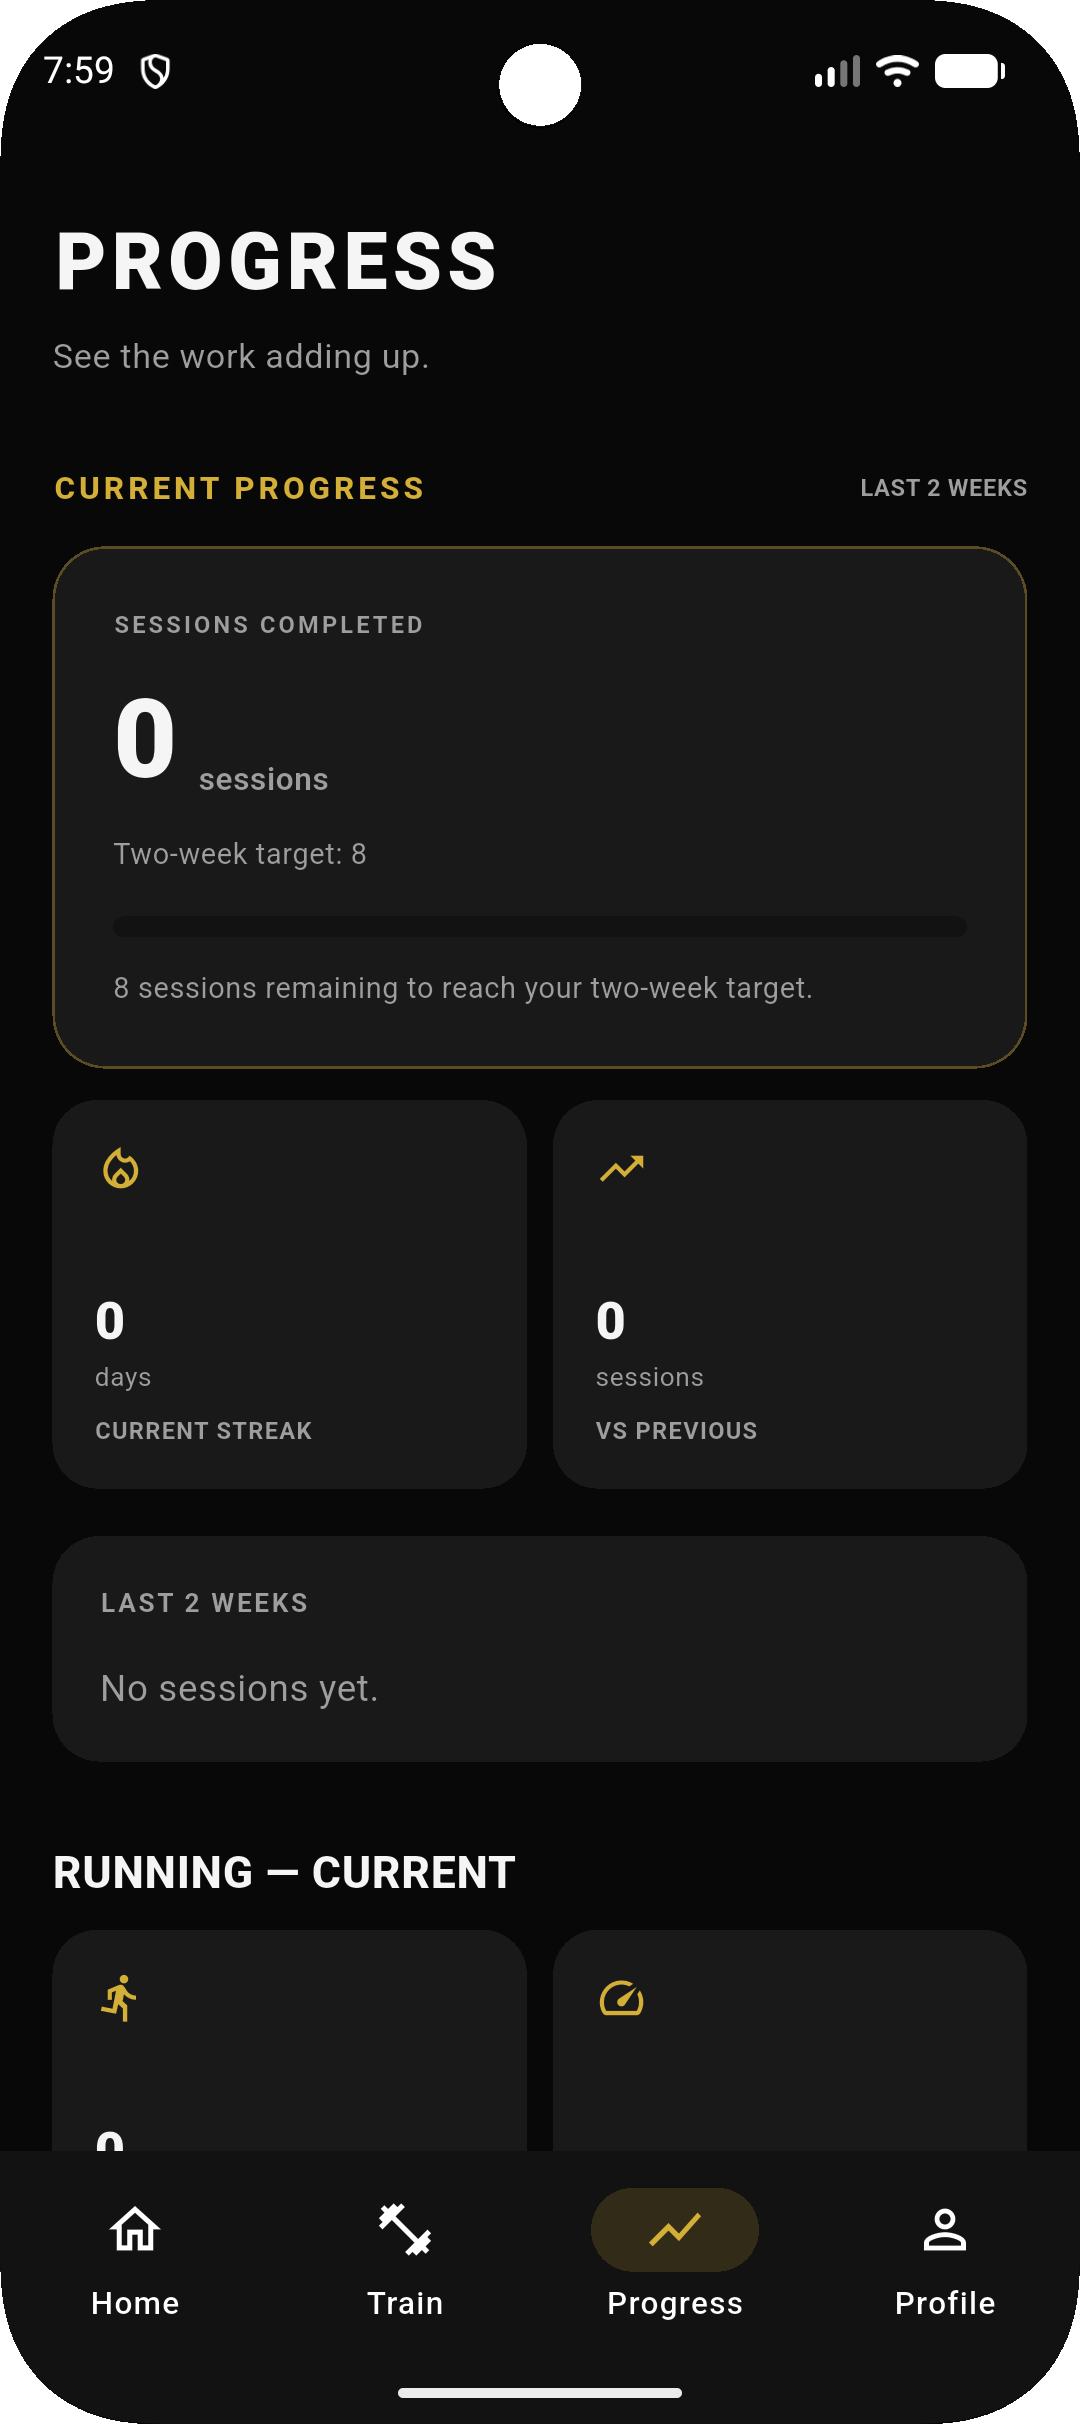 7:59
PROGRESS
See the work adding up.
CURRENT PROGRESS
LAST 2 WEEKS
SESSIONS COMPLETED
0 sessions
Two-week target: 8
8 sessions remaining to reach your two-week target.
0
days
CURRENT STREAK
0
sessions
VS PREVIOUS
LAST 2 WEEKS
No sessions yet.
RUNNING — CURRENT
0
Home
Train
Progress
Profile